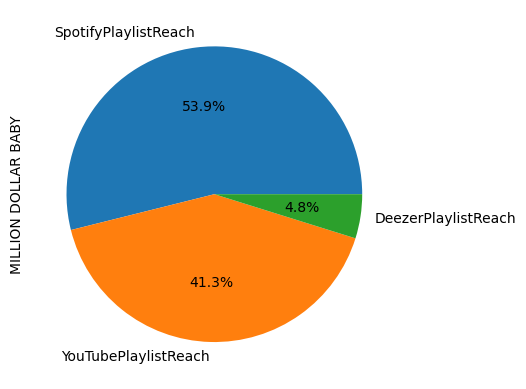 SpotifyPlaylistReach
53.9%
MILLION DOLLAR BABY
4.8%
DeezerPlaylistReach
41.3%
YouTubePlaylistReach